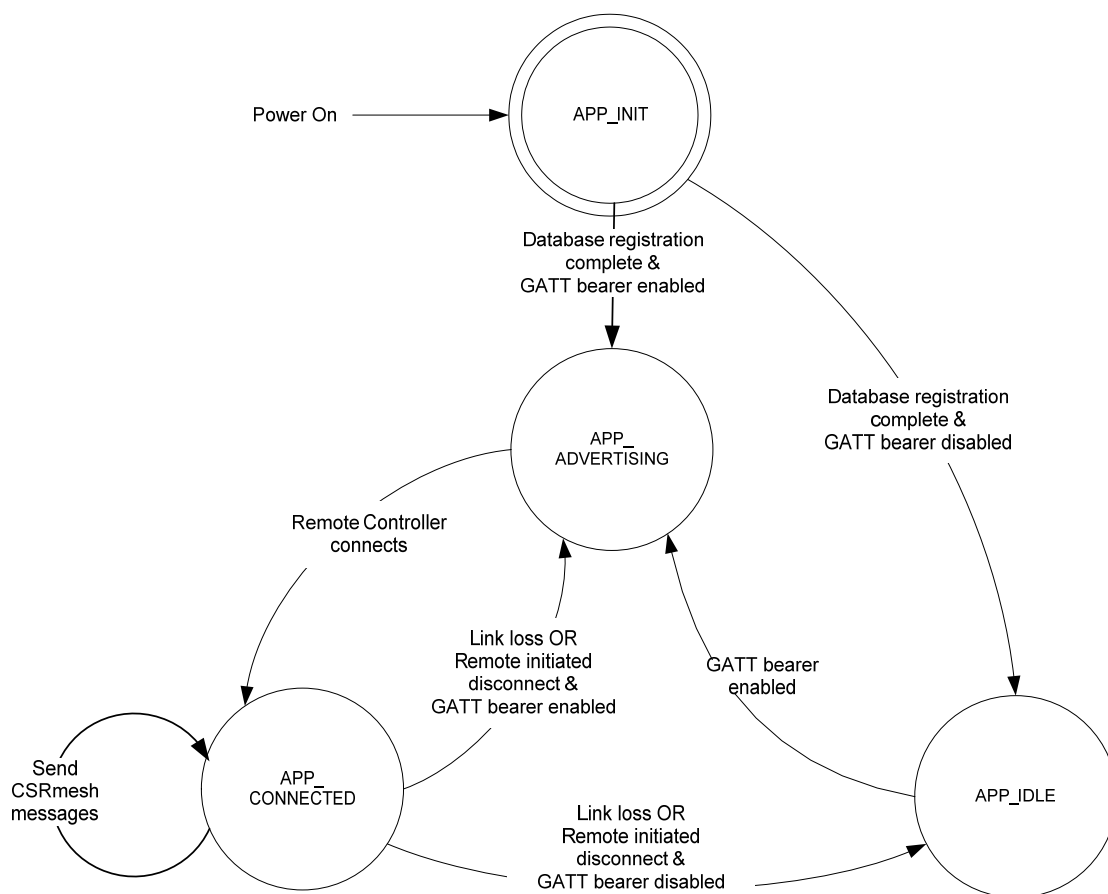 Power On
APP_INIT
Database registration
complete &
GATT bearer enabled
Database registration
complete &
GATT bearer disabled
APP_
ADVERTISING
Remote Controller
connects
Link loss OR
Remote initiated
disconnect &
GATT bearer enabled
GATT bearer
enabled
Send
CSRmesh
messages
APP_
CONNECTED
APP_IDLE
Link loss OR
Remote initiated
disconnect &
GATT bearer disabled